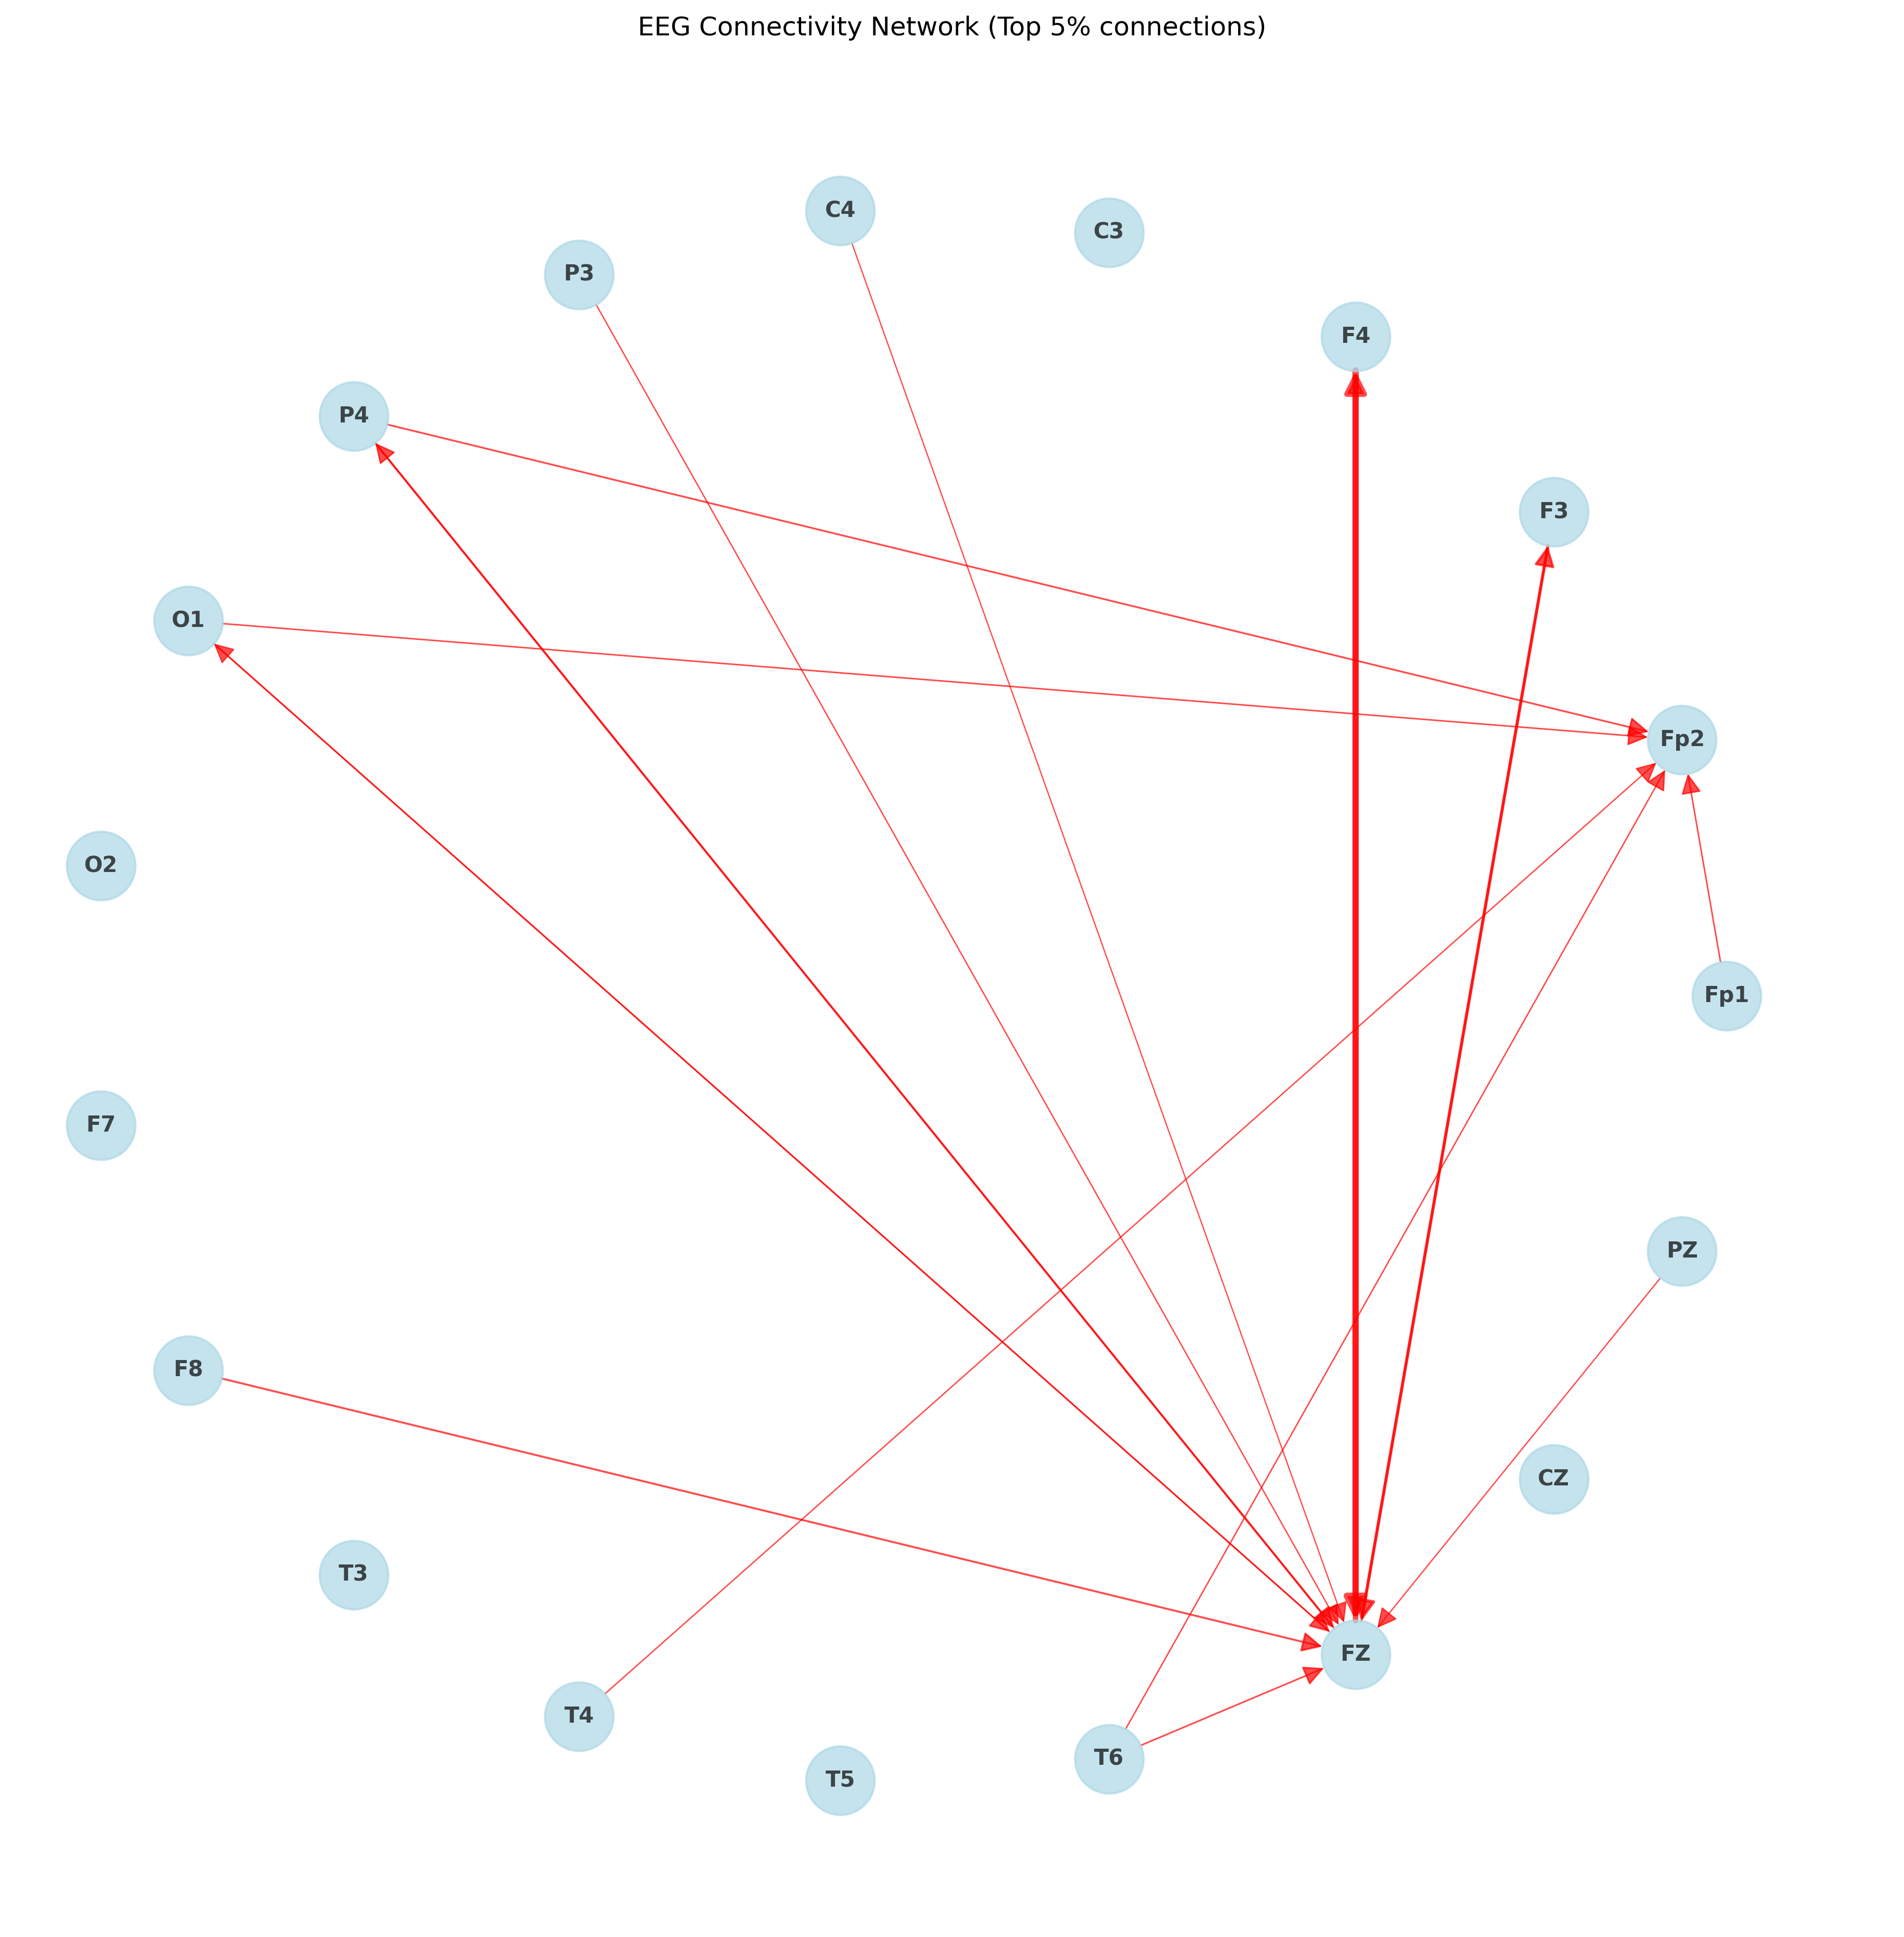 EEG Connectivity Network (Top 5% connections)
C4
C3
P3
F4
P4
F3
O1
Fp2
O2
Fp1
F7
PZ
F8
CZ
T3
FZ
T4
T6
T5